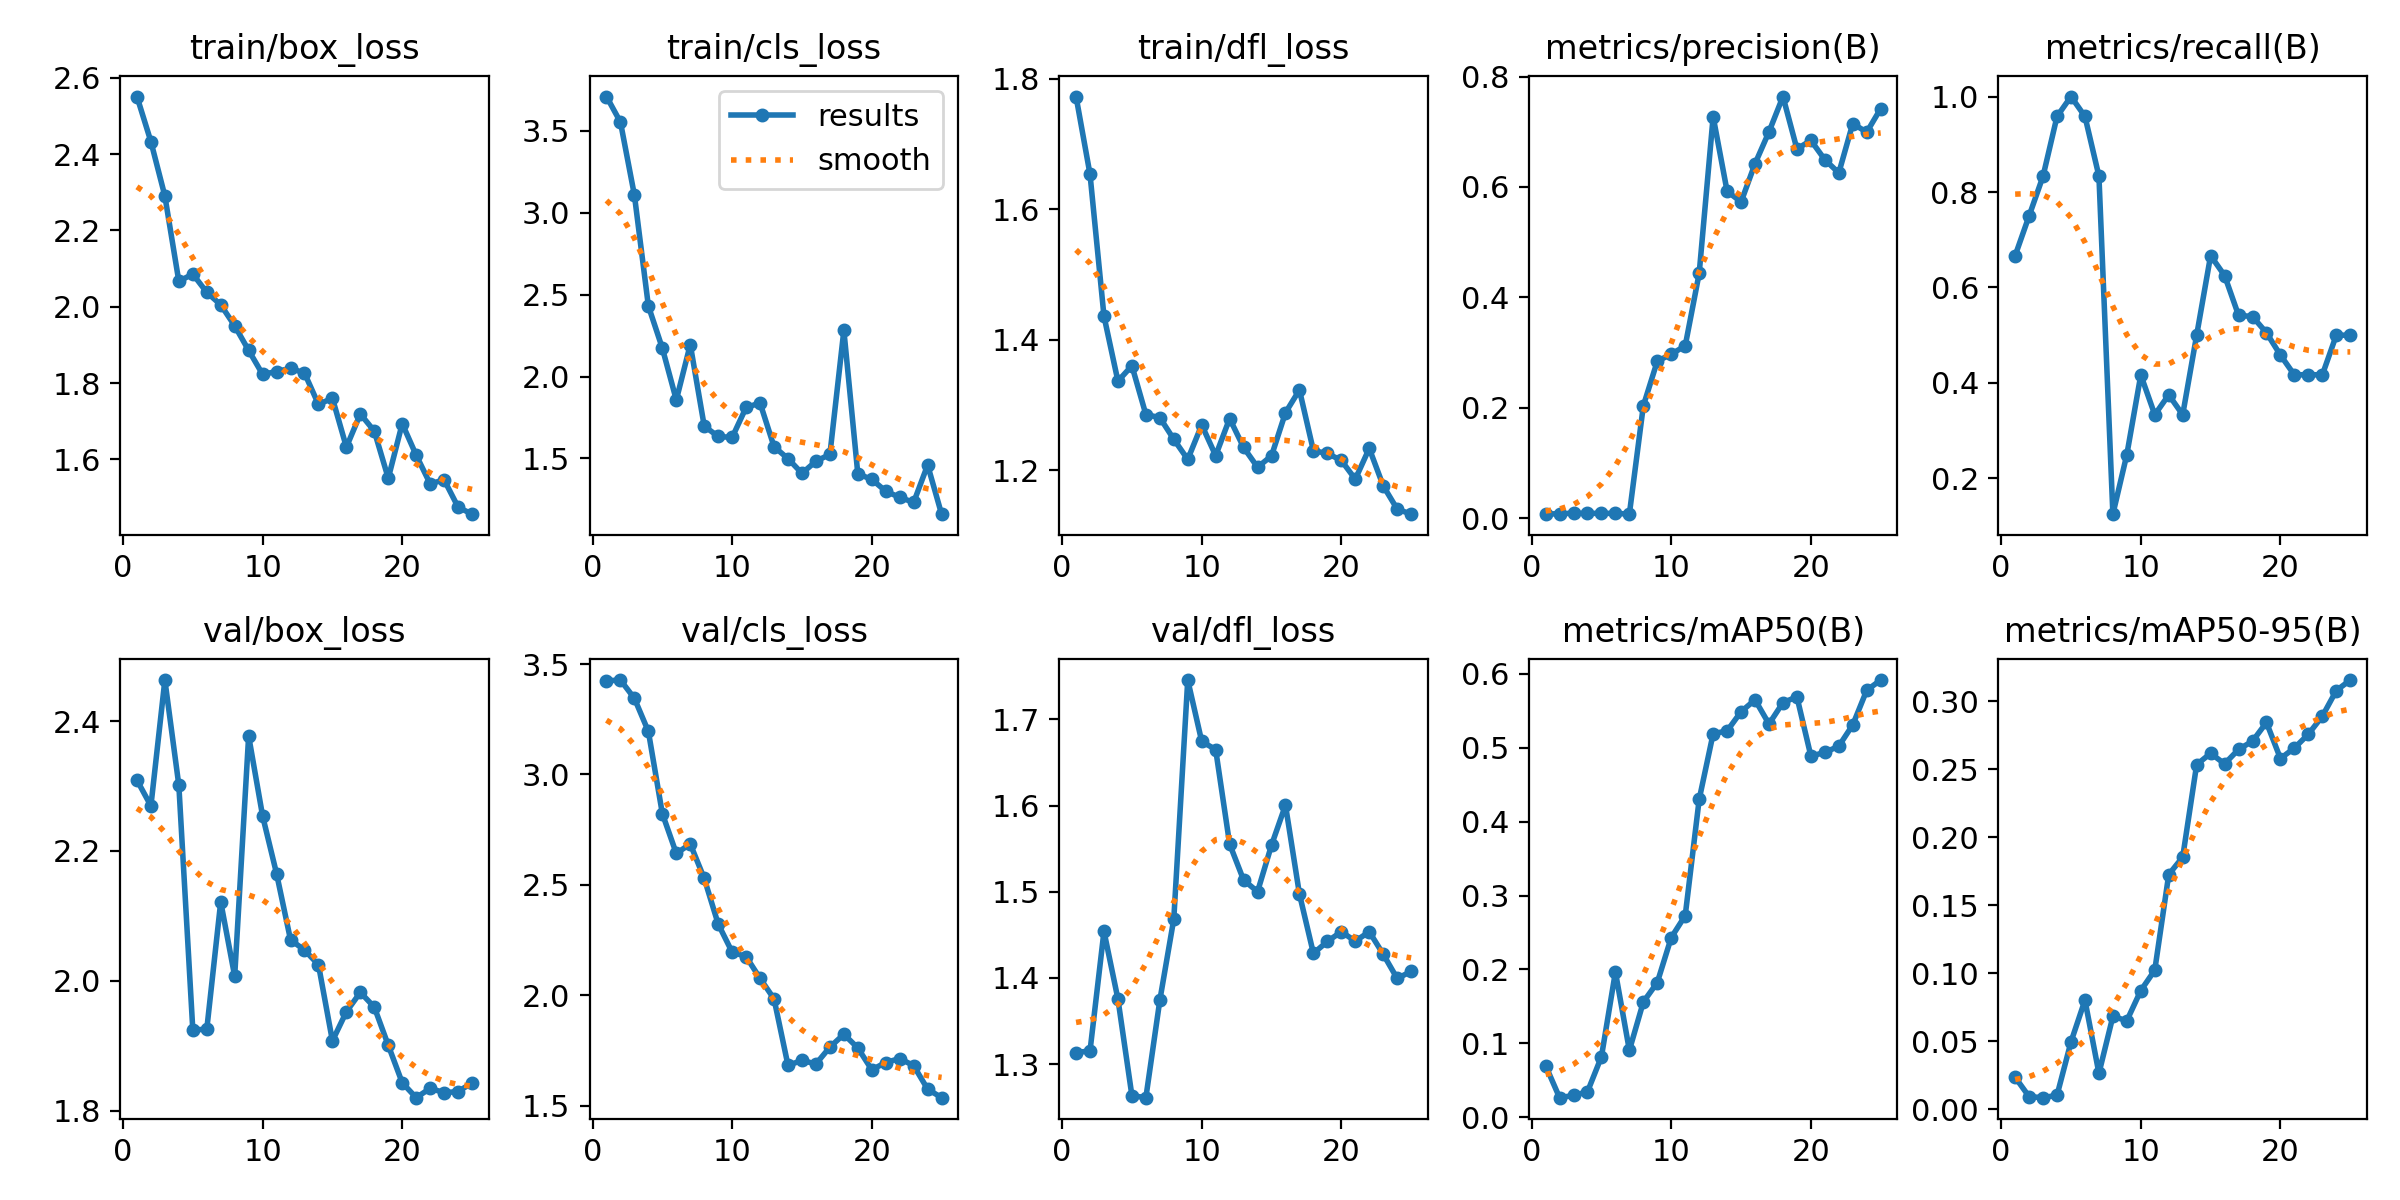 train/box_loss
2.6
2.4
2.2
2.0
1.8
1.6
0 10 20
train/cls_loss
results
smooth
3.5
3.0
2.5
2.0
1.5
0 10 20
train/dfl_loss
1.8
1.6
1.4
1.2
0 10 20
metrics/precision(B)
0.8
0.6
0.4
0.2
0.0
0 10 20
metrics/recall(B)
1.0
0.8
0.6
0.4
0.2
0 10 20
val/box_loss
2.4
2.2
2.0
1.8
0 10 20
val/cls_loss
3.5
3.0
2.5
2.0
1.5
0 10 20
val/dfl_loss
1.7
1.6
1.5
1.4
1.3
0 10 20
metrics/mAP50(B)
0.6
0.5
0.4
0.3
0.2
0.1
0.0
0 10 20
metrics/mAP50-95(B)
0.30
0.25
0.20
0.15
0.10
0.05
0.00
0 10 20